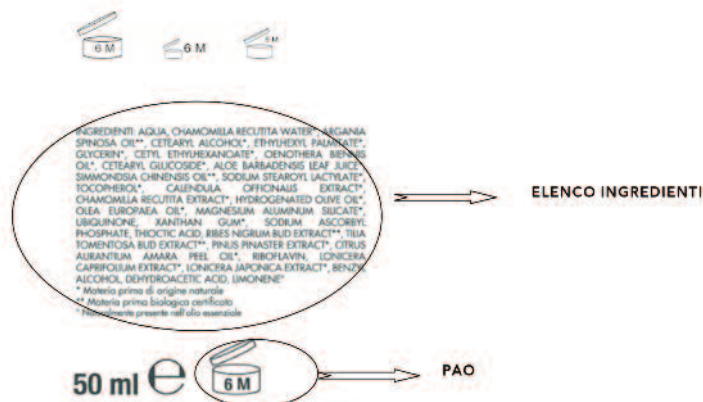 6 M 6 M 6 M
INGREDIENTI: AQUA, CHAMOMILLA RECUTITA WATER*, ARGANIA
SPINOSA OIL**, CETEARYL ALCOHOL*, ETHYLHEXYL PALMITATE*,
GLYCERIN*, CETYL ETHYLHEXANOATE*, OENOTHERA BIENNIS
OIL*, CETEARYL GLUCOSIDE*, ALOE BARBADENSIS LEAF JUICE*,
SIMMONDSIA CHINENSIS OIL**, SODIUM STEAROYL LACTYLATE*,
TOCOPHEROL*, CALENDULA OFFIONALIS EXTRACT*,
CHAMOMILLA RECUTITA EXTRACT*, HYDROGENATED OLIVE OIL*,
OLEA EUROPAEA OIL*, MAGNESIUM ALUMINUM SILICATE*,
UBIQUINONE, XANTHAN GUM*, SODIUM ASCORBYL
PHOSPHATE, THIOCTIC ACID, RIBES NIGRUM BUD EXTRACT**, TILIA
TOMENTOSA BUD EXTRACT**, PINUS PINASTER EXTRACT*, CITRUS
AURANTIUM AMARA PEEL OIL*, RIBOFLAVIN, LONICERA
CAPRIFOLIUM EXTRACT*, LONICERA JAPONICA EXTRACT*, BENZYL
ALCOHOL, DEHYDROACETIC ACID, LIMONENE°
* Materia prima di origine naturale
** Materia prima biologica certificata
° Normalmente presente nell'olio essenziale
ELENCO INGREDIENTI
50 ml e 6 M
PAO